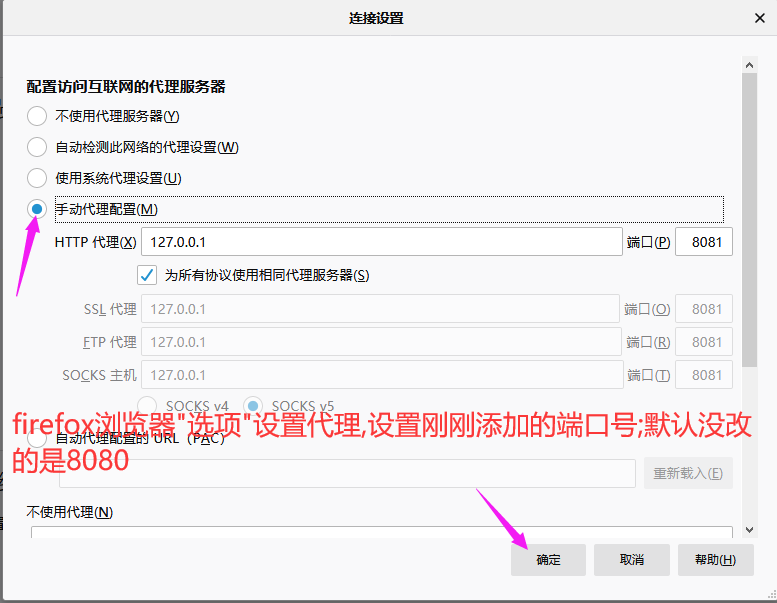 连接设置
配置访问互联网的代理服务器
不使用代理服务器(Y)
自动检测此网络的代理设置(W)
使用系统代理设置(U)
手动代理配置(M)
HTTP 代理(X) 127.0.0.1 端口(P) 8081
为所有协议使用相同代理服务器(S)
SSL 代理 127.0.0.1 端口(O) 8081
FTP 代理 127.0.0.1 端口(R) 8081
SOCKS 主机 127.0.0.1 端口(T) 8081
SOCKS v4 SOCKS v5
firefox浏览器"选项"设置代理,设置刚刚添加的端口号;默认没改
自动代理配置的 URL（PAC）
的是8080
重新载入(E)
不使用代理(N)
确定 取消 帮助(H)